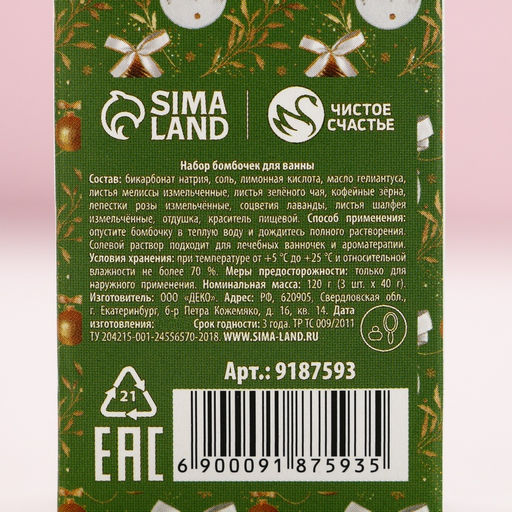 SIMA
LAND
ЧИСТОЕ
СЧАСТЬЕ
Набор бомбочек для ванны
Состав: бикарбонат натрия, соль, лимонная кислота, масло гелиантуса,
листья мелиссы измельченные, листья зелёного чая, кофейные зёрна,
лепестки розы измельчённые, соцветия лаванды, листья шалфея
измельчённые, отдушка, краситель пищевой. Способ применения:
опустите бомбочку в теплую воду и дождитесь полного растворения.
Солевой раствор подходит для лечебных ванночек и ароматерапии.
Условия хранения: при температуре от +5 °C до +25 °C и относительной
влажности не более 70 %. Меры предосторожности: только для
наружного применения. Номинальная масса: 120 г (3 шт. х 40 г).
Изготовитель: ООО «ДЕКО». Адрес: РФ, 620905, Свердловская обл.,
г. Екатеринбург, б-р Петра Кожемяко, д. 16, кв. 14. Дата
изготовления: Срок годности: 3 года. ТР ТС 009/2011
ТУ 204215-001-24556570-2018. WWW.SIMA-LAND.RU
Арт.: 9187593
21
EAC
6 900091 875935